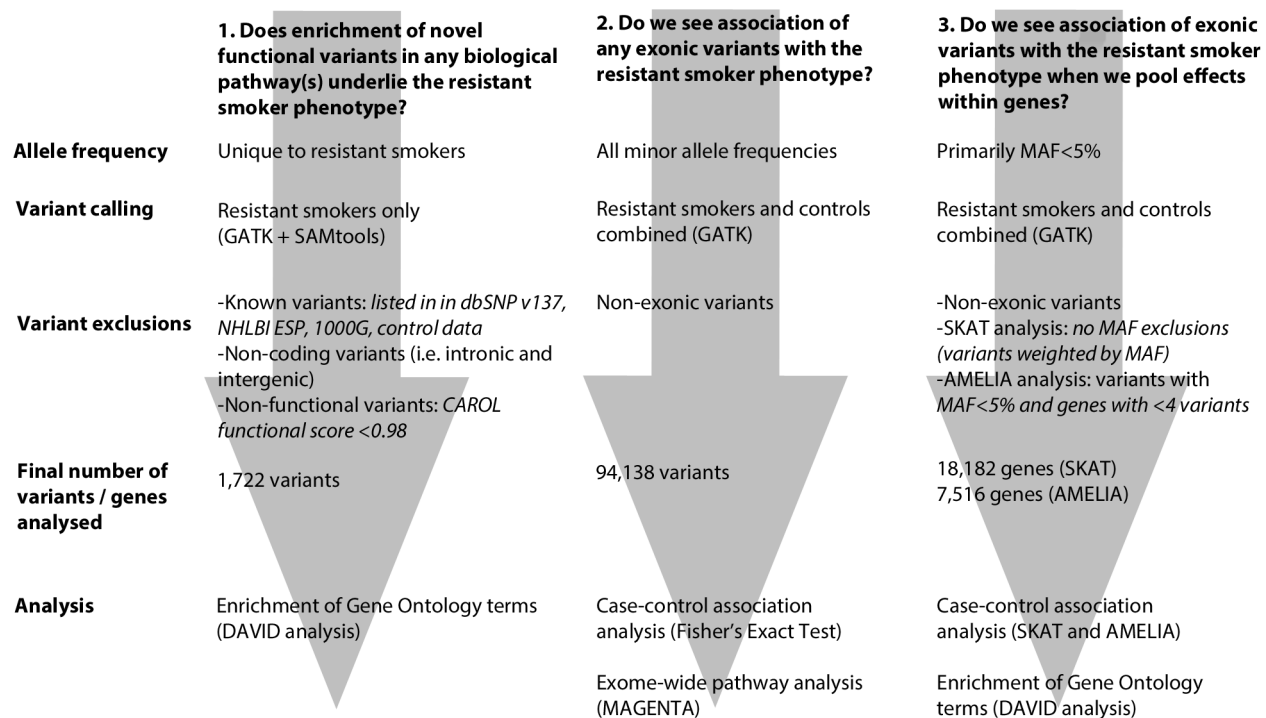 1. Does enrichment of novel
functional variants in any biological
pathway(s) underlie the resistant
smoker phenotype?
2. Do we see association of
any exonic variants with the
resistant smoker phenotype?
3. Do we see association of exonic
variants with the resistant smoker
phenotype when we pool effects
within genes?
Allele frequency
Unique to resistant smokers
All minor allele frequencies
Primarily MAF<5%
Variant calling
Resistant smokers only
(GATK + SAMtools)
Resistant smokers and controls
combined (GATK)
Resistant smokers and controls
combined (GATK)
Variant exclusions
-Known variants: listed in in dbSNP v137,
NHLBI ESP, 1000G, control data
-Non-coding variants (i.e. intronic and
intergenic)
-Non-functional variants: CAROL
functional score <0.98
Non-exonic variants
-Non-exonic variants
-SKAT analysis: no MAF exclusions
(variants weighted by MAF)
-AMELIA analysis: variants with
MAF<5% and genes with <4 variants
Final number of
variants / genes
analysed
1,722 variants
94,138 variants
18,182 genes (SKAT)
7,516 genes (AMELIA)
Analysis
Enrichment of Gene Ontology terms
(DAVID analysis)
Case-control association
analysis (Fisher's Exact Test)
Exome-wide pathway analysis
(MAGENTA)
Case-control association
analysis (SKAT and AMELIA)
Enrichment of Gene Ontology
terms (DAVID analysis)